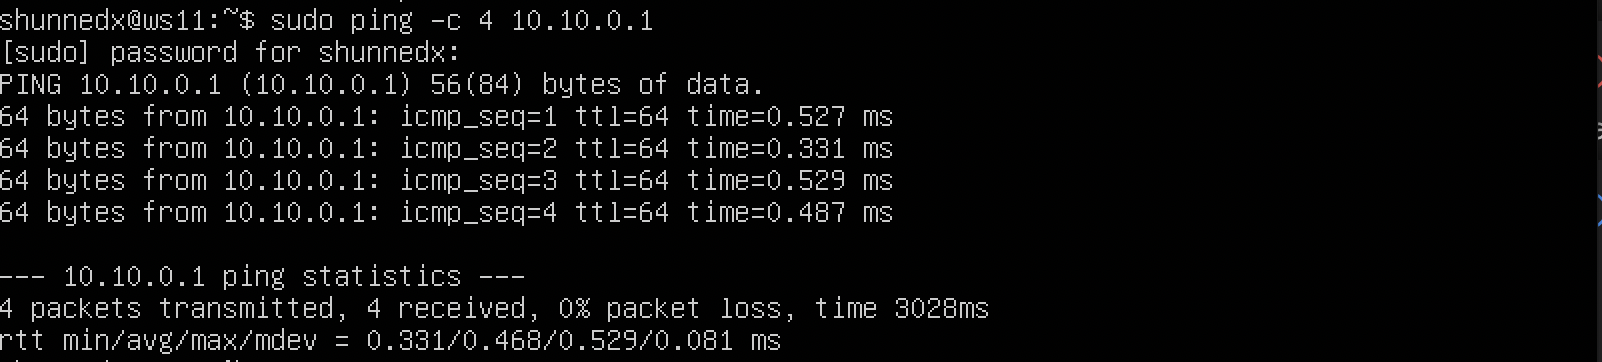 shunnedx@ws11:~$ sudo ping -c 4 10.10.0.1
[sudo] password for shunnedx:
PING 10.10.0.1 (10.10.0.1) 56(84) bytes of data.
64 bytes from 10.10.0.1: icmp_seq=1 ttl=64 time=0.527 ms
64 bytes from 10.10.0.1: icmp_seq=2 ttl=64 time=0.331 ms
64 bytes from 10.10.0.1: icmp_seq=3 ttl=64 time=0.529 ms
64 bytes from 10.10.0.1: icmp_seq=4 ttl=64 time=0.487 ms

--- 10.10.0.1 ping statistics ---
4 packets transmitted, 4 received, 0% packet loss, time 3028ms
rtt min/avg/max/mdev = 0.331/0.468/0.529/0.081 ms